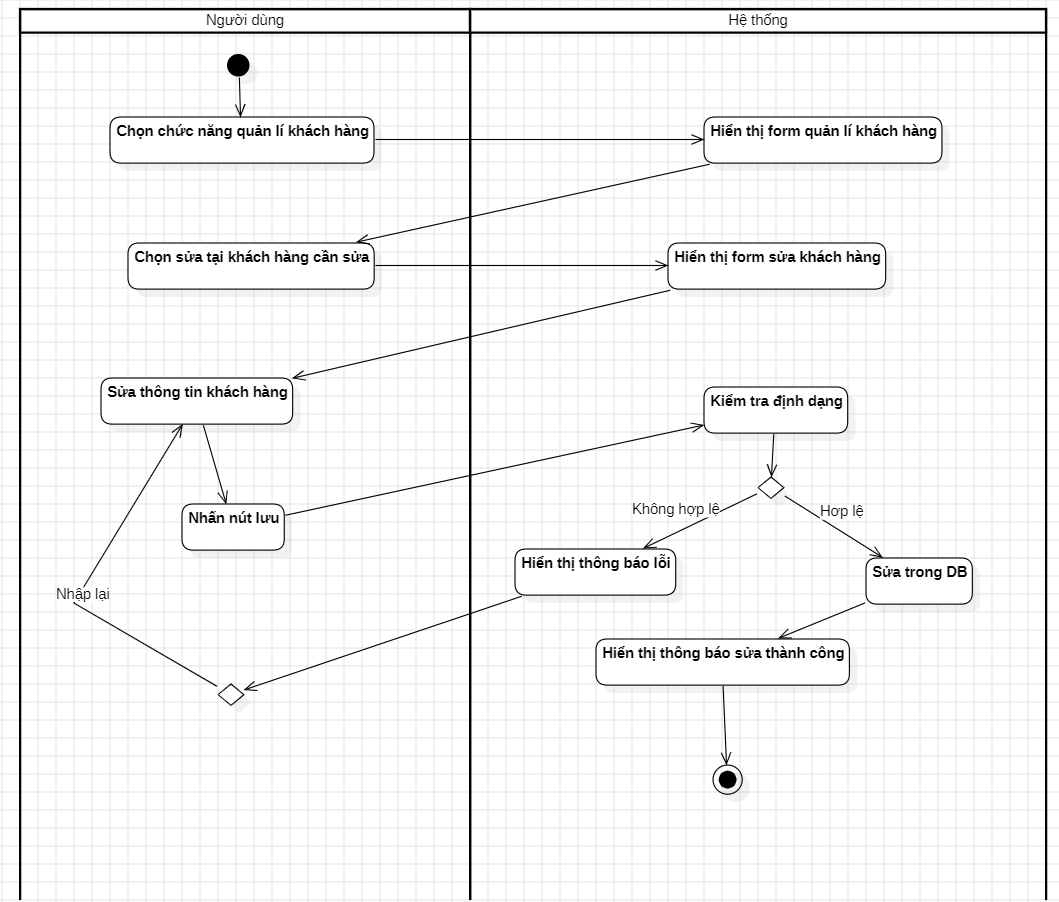 Người dùng
Hệ thống
Chọn chức năng quản lí khách hàng
Hiển thị form quản lí khách hàng
Chọn sửa tại khách hàng cần sửa
Hiển thị form sửa khách hàng
Sửa thông tin khách hàng
Kiểm tra định dạng
Nhấn nút lưu
Không hợp lệ
Hơp lệ
Hiển thị thông báo lỗi
Sửa trong DB
Nhập lại
Hiển thị thông báo sửa thành công